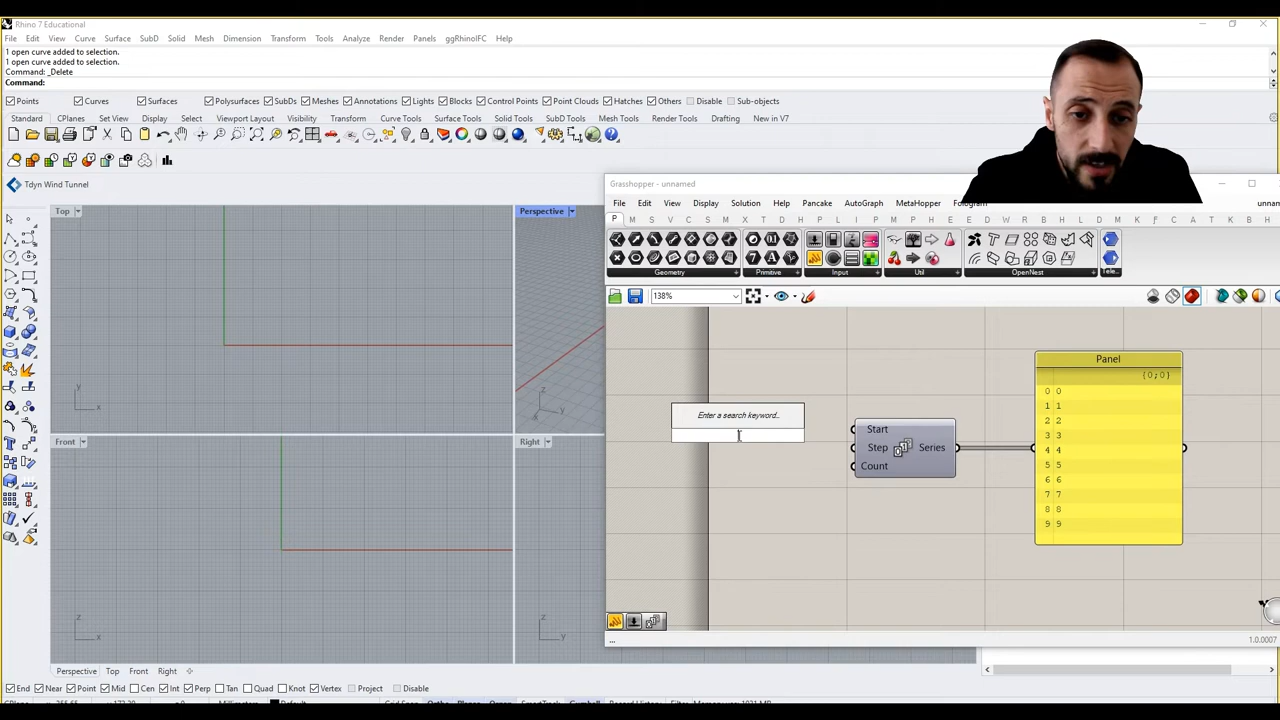 Rhino 7 Educational
File Edit View Curve Surface SubD Solid Mesh Dimension Transform Tools Analyze Render Panels ggRhinoIFC Help
1 open curve added to selection.
1 open curve added to selection.
Command: _Delete
Command:
Points Curves Surfaces Polysurfaces SubDs Meshes Annotations Lights Blocks Control Points Point Clouds Hatches Others Disable Sub-objects
Standard CPlanes Set View Display Select Viewport Layout Visibility Transform Curve Tools Surface Tools Solid Tools SubD Tools Mesh Tools Render Tools Drafting New in V7
Tdyn Wind Tunnel
Grasshopper - unnamed
File Edit View Display Solution Help Pancake AutoGraph MetaHopper
P M S V C S M I T D W L H K F I A P M E B H L F C A T S E
Geometry Primitive Input Util OpenNest Tele...
138%
Top
Perspective
Front
Right
Enter a search keyword...
Start
Step Series
Count
Panel
{0;0}
0 0
1 1
2 2
3 3
4 4
5 5
6 6
7 7
8 8
9 9
y
x
z
y
x
z
x
z
y
...
1.0.0007
Perspective Top Front Right
End Near Point Mid Cen Int Perp Tan Quad Knot Vertex Project Disable